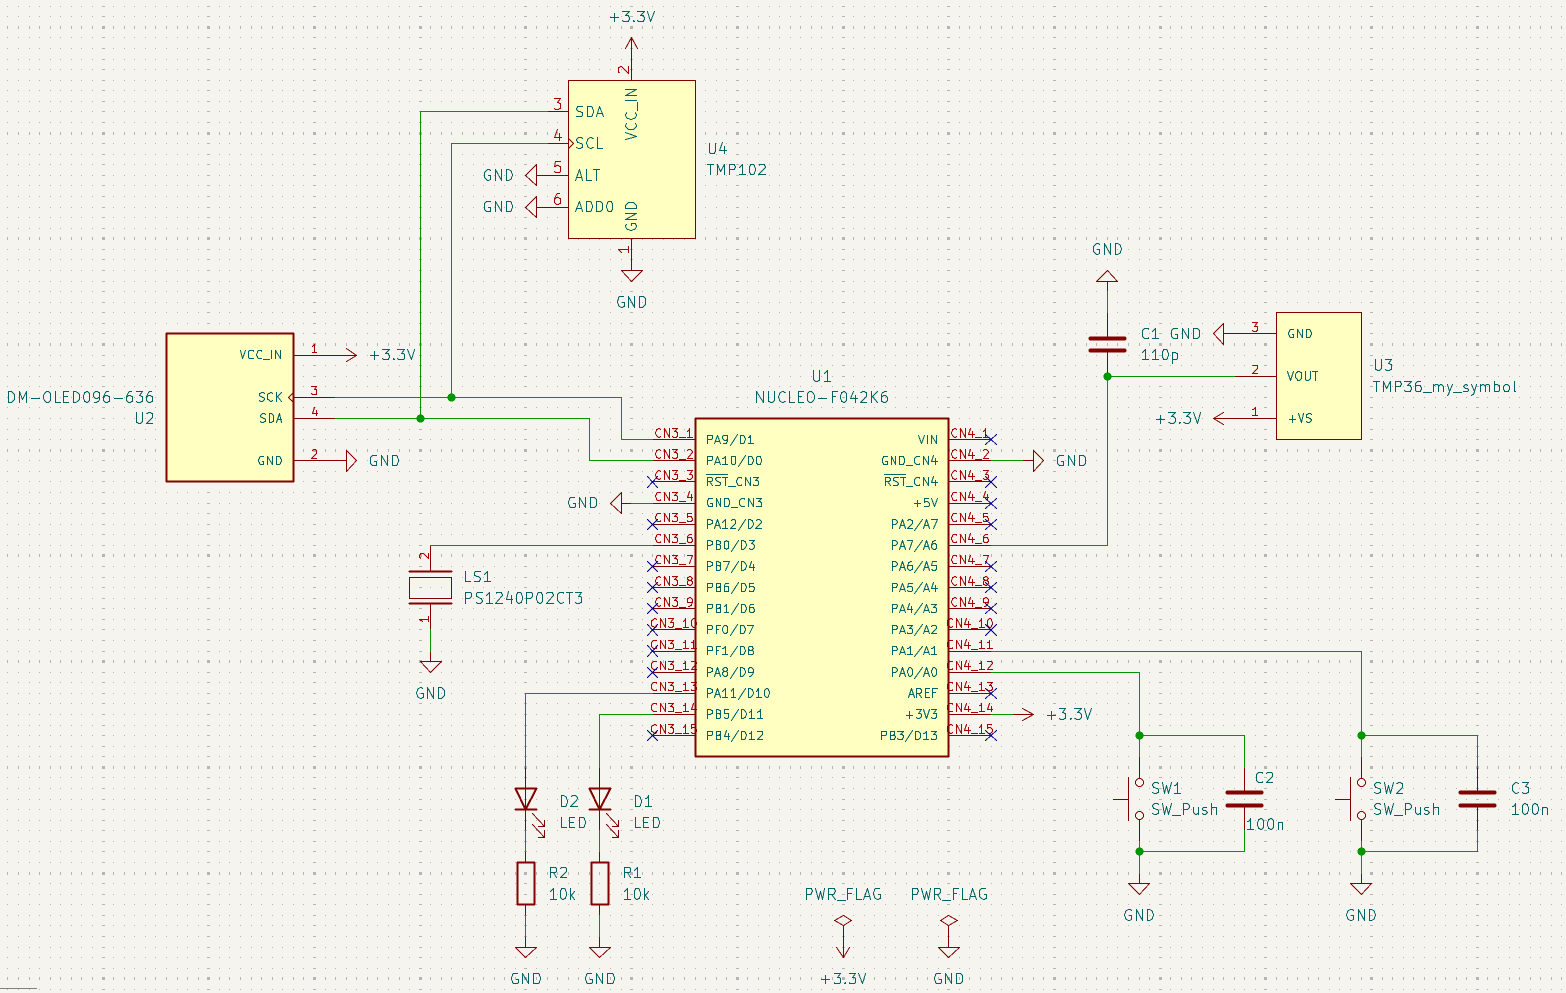 +3.3V
2
3 SDA
VCC_IN
4 SCL
U4
TMP102
GND 5 ALT
GND 6 ADD0
GND
1
GND
GND
C1
110p
GND 3 GND
2 VOUT
+3.3V 1 +VS
U3
TMP36_my_symbol
DM-OLED096-636
U2
VCC_IN 1 +3.3V
SCK 3
SDA 4
GND 2 GND
U1
NUCLEO-F042K6
CN3_1 PA9/D1 VIN CN4_1
CN3_2 PA10/D0 GND_CN4 CN4_2 GND
CN3_3 RST_CN3 RST_CN4 CN4_3
GND CN3_4 GND_CN3 +5V CN4_4
CN3_5 PA12/D2 PA2/A7 CN4_5
CN3_6 PB0/D3 PA7/A6 CN4_6
CN3_7 PB7/D4 PA6/A5 CN4_7
CN3_8 PB6/D5 PA5/A4 CN4_8
CN3_9 PB1/D6 PA4/A3 CN4_9
CN3_10 PF0/D7 PA3/A2 CN4_10
CN3_11 PF1/D8 PA1/A1 CN4_11
CN3_12 PA8/D9 PA0/A0 CN4_12
CN3_13 PA11/D10 AREF CN4_13
CN3_14 PB5/D11 +3V3 CN4_14 +3.3V
CN3_15 PB4/D12 PB3/D13 CN4_15
2
LS1
PS1240P02CT3
1
GND
D2
LED
D1
LED
R2
10k
R1
10k
GND
GND
PWR_FLAG
+3.3V
PWR_FLAG
GND
SW1
SW_Push
C2
100n
GND
SW2
SW_Push
C3
100n
GND